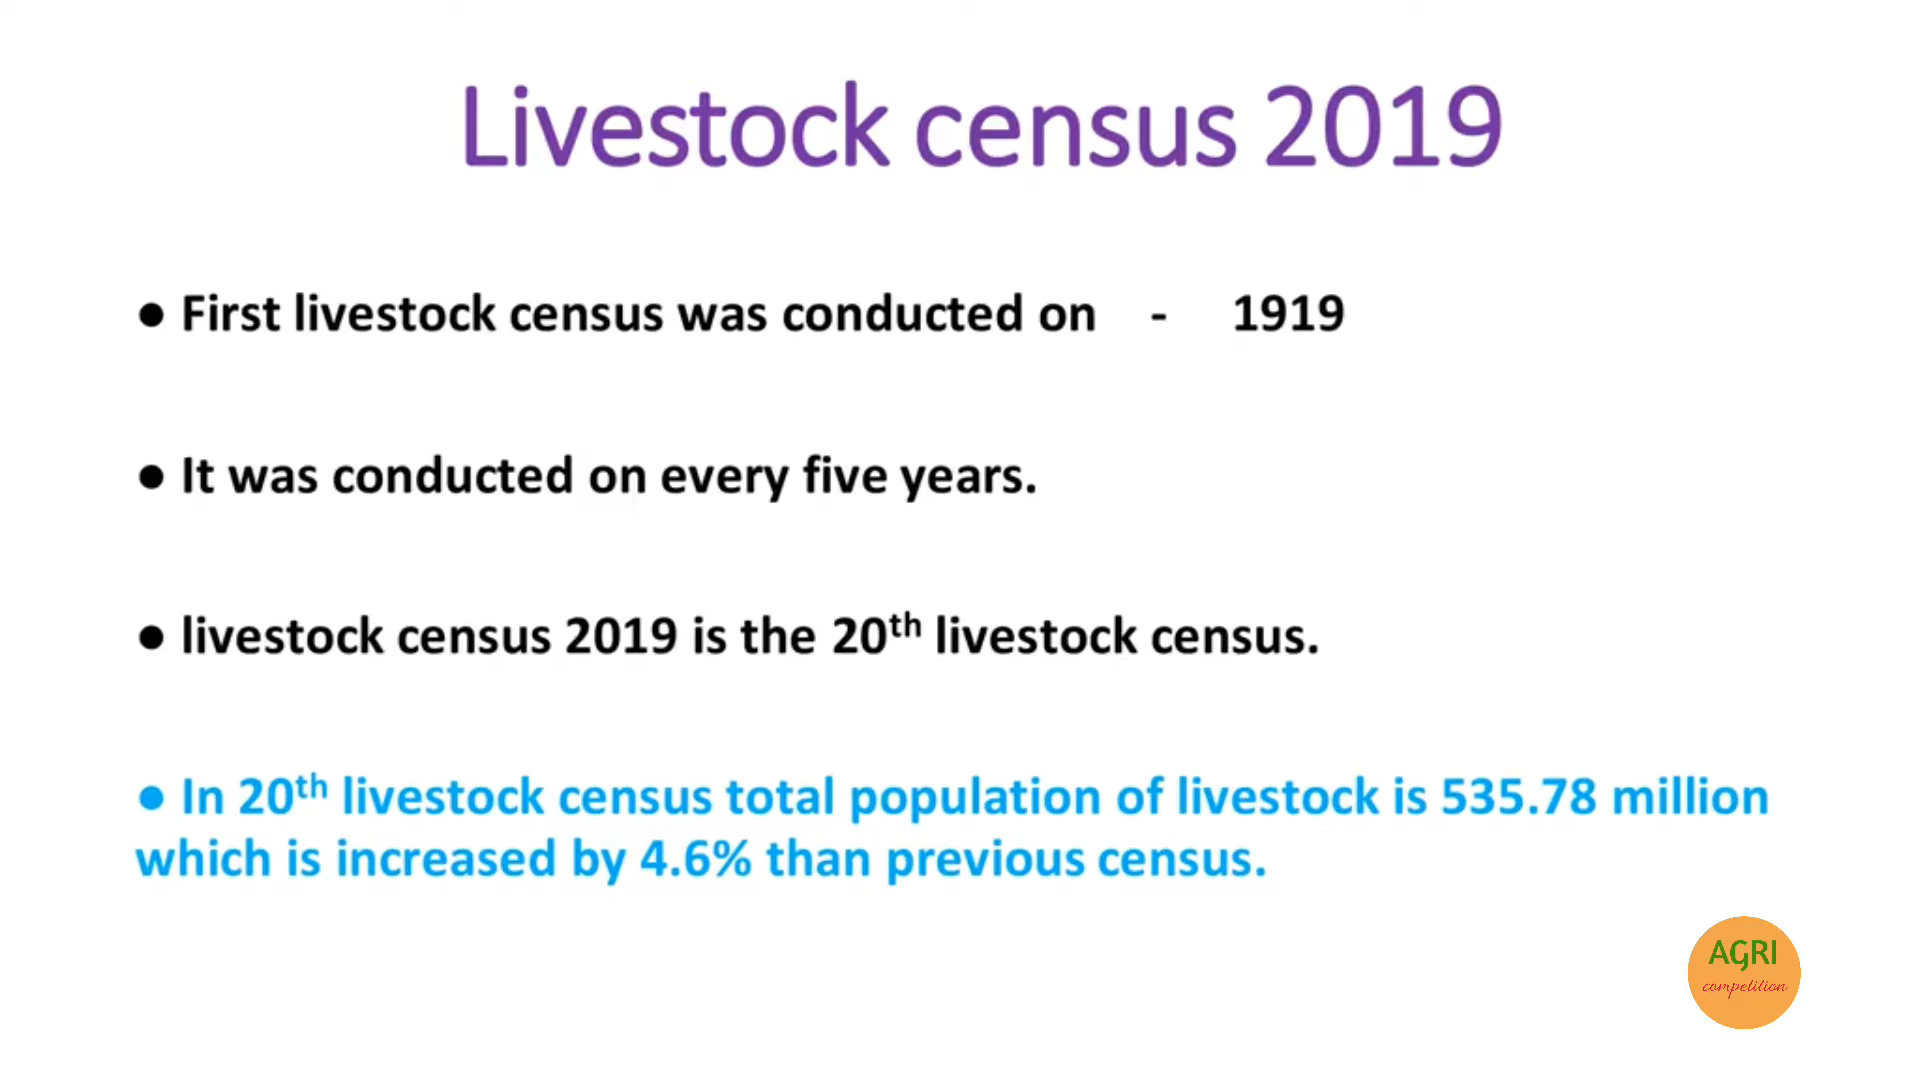 Livestock census 2019
● First livestock census was conducted on - 1919
● It was conducted on every five years.
● livestock census 2019 is the 20th livestock census.
● In 20th livestock census total population of livestock is 535.78 million
which is increased by 4.6% than previous census.
AGRI
competition